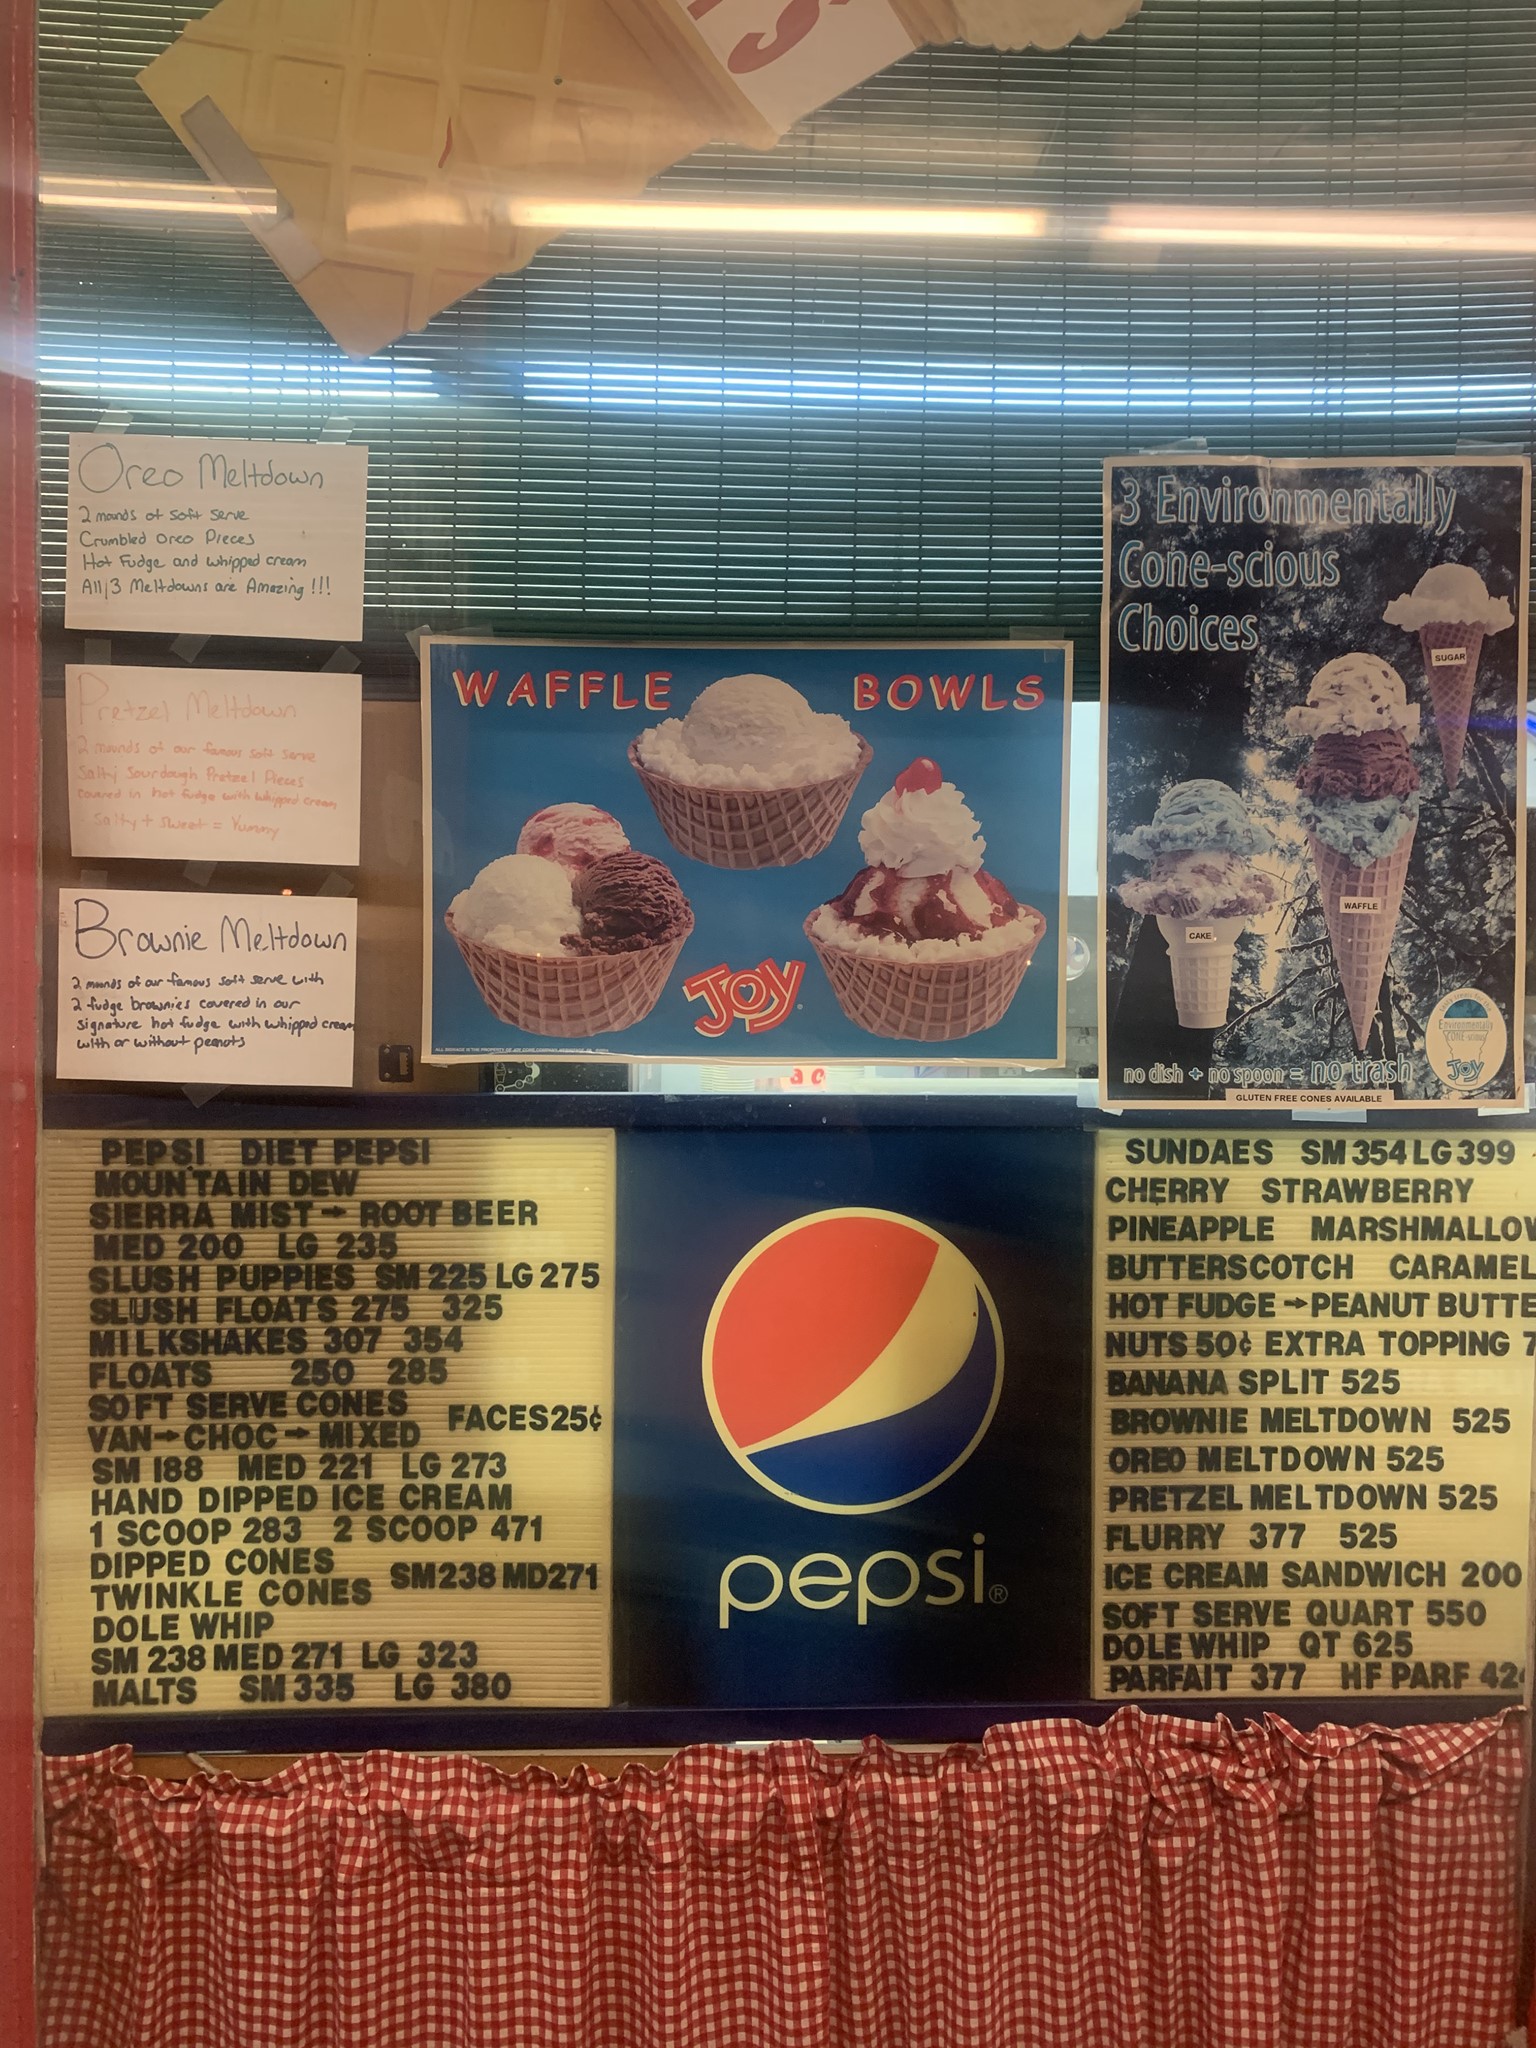 Oreo Meltdown
2 mounds of soft serve
Crumbled Oreo Pieces
Hot Fudge and whipped cream
All 3 Meltdowns are Amazing!!!
Pretzel Meltdown
2 mounds of our famous soft serve
Salty Sourdough Pretzel Pieces
covered in hot fudge with whipped cream
Salty + Sweet = Yummy
Brownie Meltdown
2 mounds of our famous soft serve with
2 fudge brownies covered in our
signature hot fudge with whipped cream
with or without peanuts
WAFFLE BOWLS
JOY
3 Environmentally
Cone-scious
Choices
SUGAR
WAFFLE
CAKE
Environmentally
CONE-scious
JOY
no dish + no spoon = no trash
GLUTEN FREE CONES AVAILABLE
PEPSI DIET PEPSI
MOUNTAIN DEW
SIERRA MIST → ROOT BEER
MED 200 LG 235
SLUSH PUPPIES SM 225 LG 275
SLUSH FLOATS 275 325
MILKSHAKES 307 354
FLOATS 250 285
SOFT SERVE CONES
VAN → CHOC → MIXED FACES 25¢
SM 188 MED 221 LG 273
HAND DIPPED ICE CREAM
1 SCOOP 283 2 SCOOP 471
DIPPED CONES
TWINKLE CONES SM 238 MD 271
DOLE WHIP
SM 238 MED 271 LG 323
MALTS SM 335 LG 380
pepsi®
SUNDAES SM 354 LG 399
CHERRY STRAWBERRY
PINEAPPLE MARSHMALLOW
BUTTERSCOTCH CARAMEL
HOT FUDGE → PEANUT BUTTE
NUTS 50¢ EXTRA TOPPING 7
BANANA SPLIT 525
BROWNIE MELTDOWN 525
OREO MELTDOWN 525
PRETZEL MELTDOWN 525
FLURRY 377 525
ICE CREAM SANDWICH 200
SOFT SERVE QUART 550
DOLE WHIP QT 625
PARFAIT 377 HF PARF 42